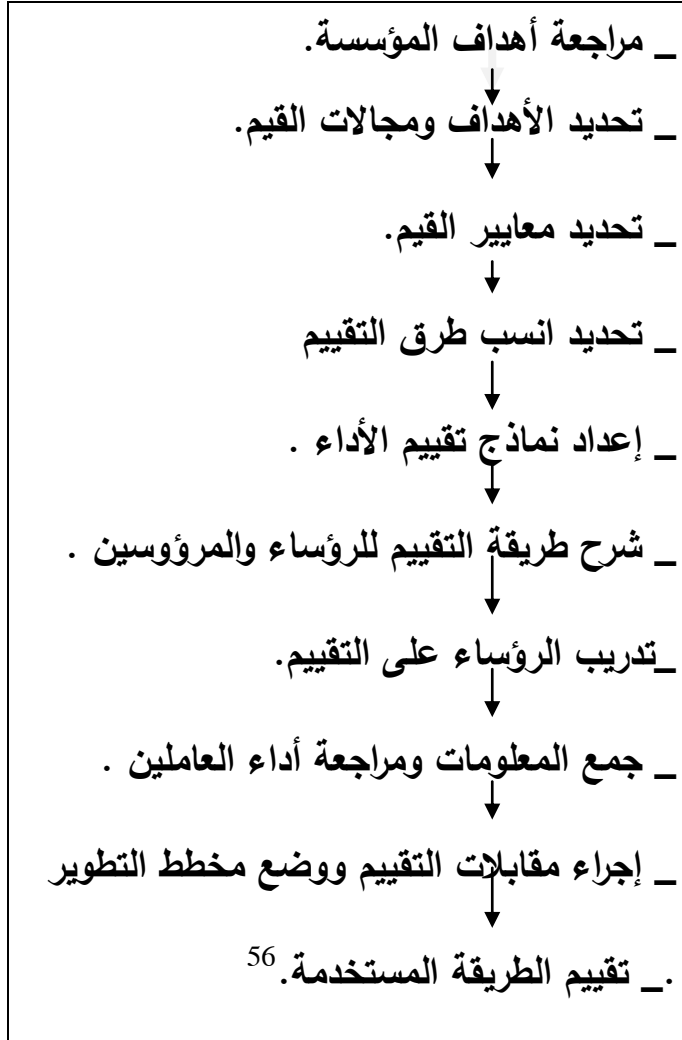 _ مراجعة أهداف المؤسسة.
_ تحديد الأهداف ومجالات القيم.
_ تحديد معايير القيم.
_ تحديد انسب طرق التقييم
_ إعداد نماذج تقييم الأداء .
_ شرح طريقة التقييم للرؤساء والمرؤوسين .
_تدريب الرؤساء على التقييم.
_ جمع المعلومات ومراجعة أداء العاملين .
_ إجراء مقابلات التقييم ووضع مخطط التطوير
._ تقييم الطريقة المستخدمة.56